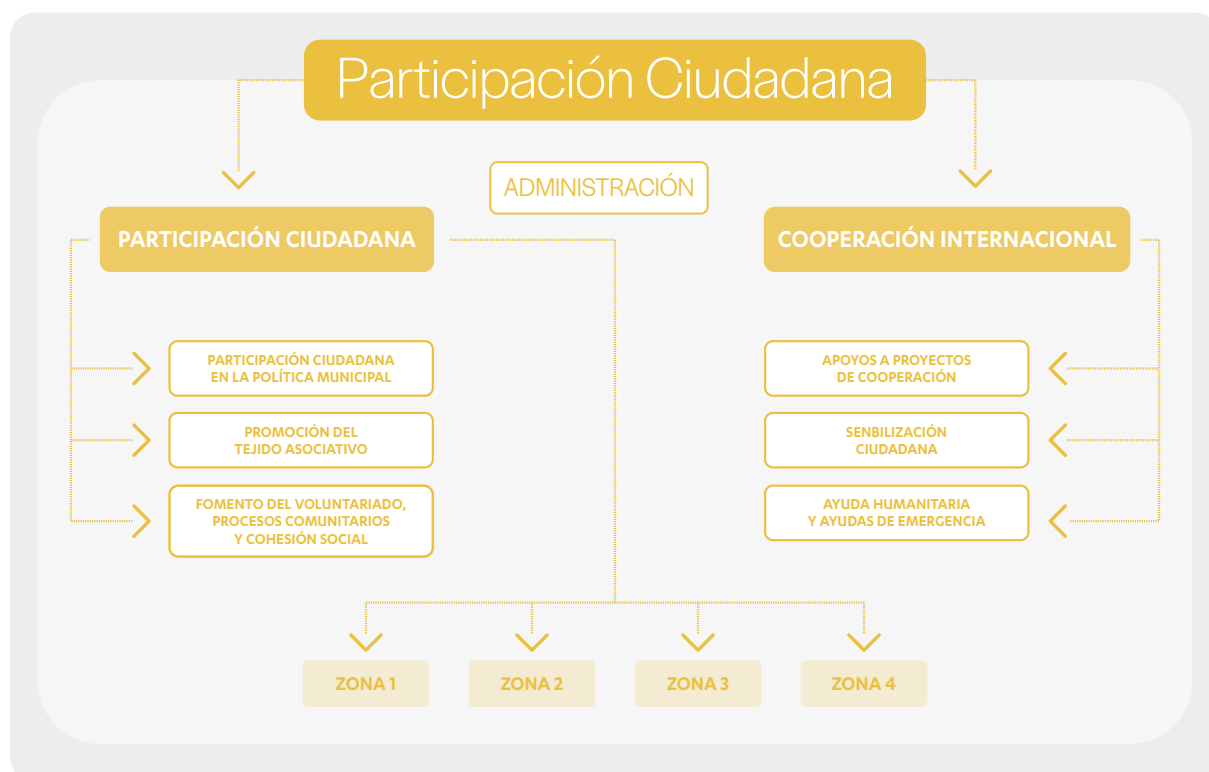 Participación Ciudadana
ADMINISTRACIÓN
PARTICIPACIÓN CIUDADANA
COOPERACIÓN INTERNACIONAL
PARTICIPACIÓN CIUDADANA
EN LA POLÍTICA MUNICIPAL
PROMOCIÓN DEL
TEJIDO ASOCIATIVO
FOMENTO DEL VOLUNTARIADO,
PROCESOS COMUNITARIOS
Y COHESIÓN SOCIAL
APOYOS A PROYECTOS
DE COOPERACIÓN
SENBILIZACIÓN
CIUDADANA
AYUDA HUMANITARIA
Y AYUDAS DE EMERGENCIA
ZONA 1
ZONA 2
ZONA 3
ZONA 4